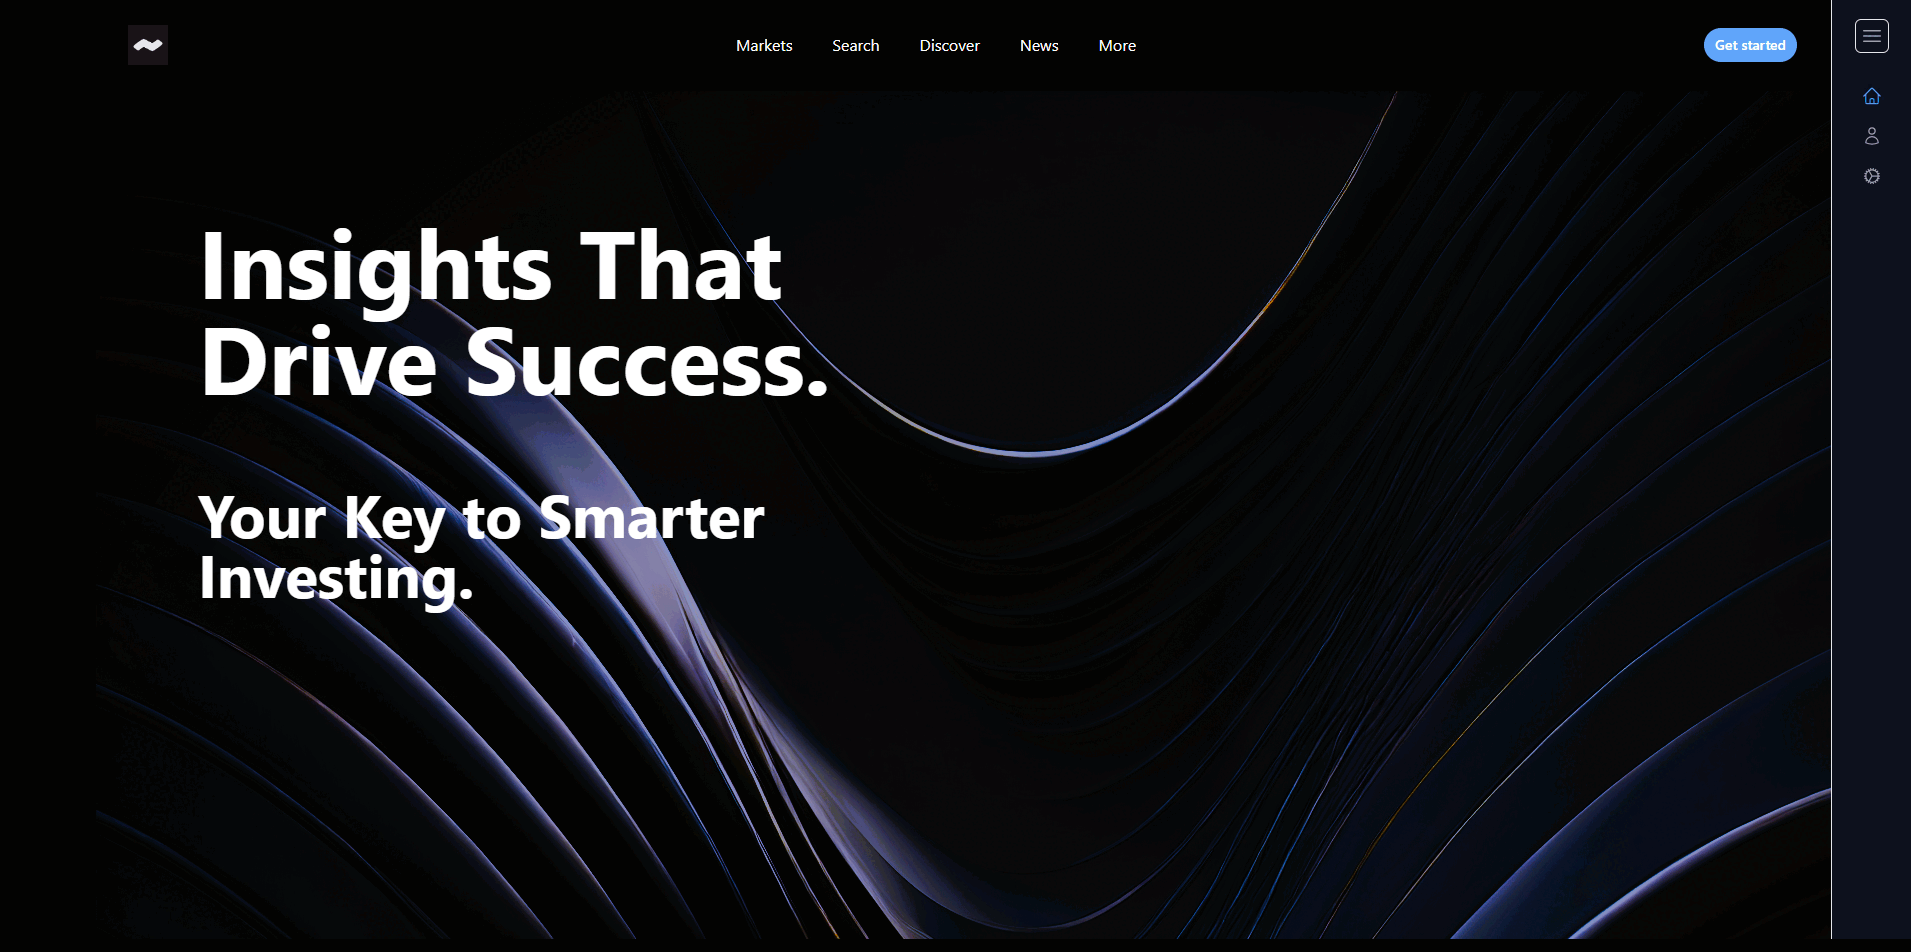 Markets
Search
Discover
News
More
Get started
Insights That
Drive Success.
Your Key to Smarter
Investing.